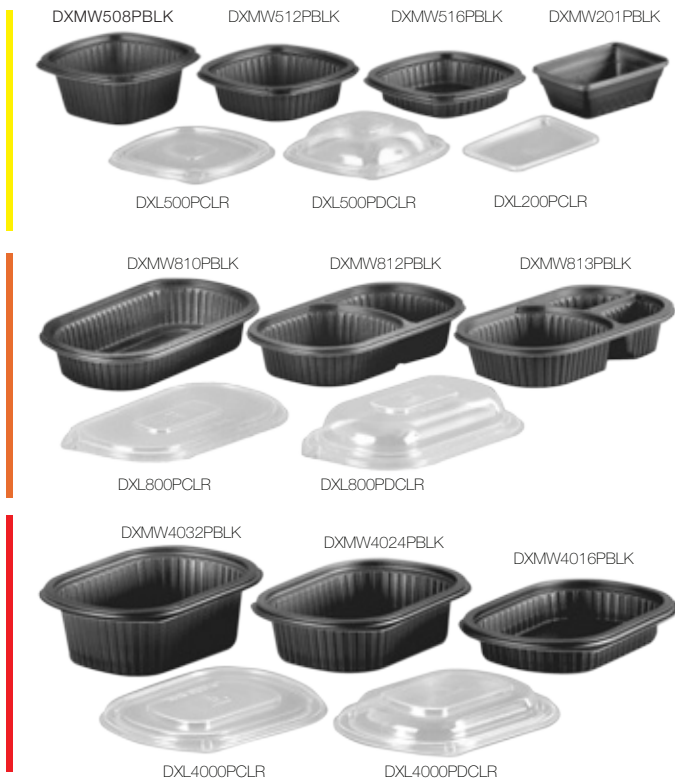 DXMW508PBLK
DXMW512PBLK
DXMW516PBLK
DXMW201PBLK
DXL500PCLR
DXL500PDCLR
DXL200PCLR
DXMW810PBLK
DXMW812PBLK
DXMW813PBLK
DXL800PCLR
DXL800PDCLR
DXMW4032PBLK
DXMW4024PBLK
DXMW4016PBLK
DXL4000PCLR
DXL4000PDCLR